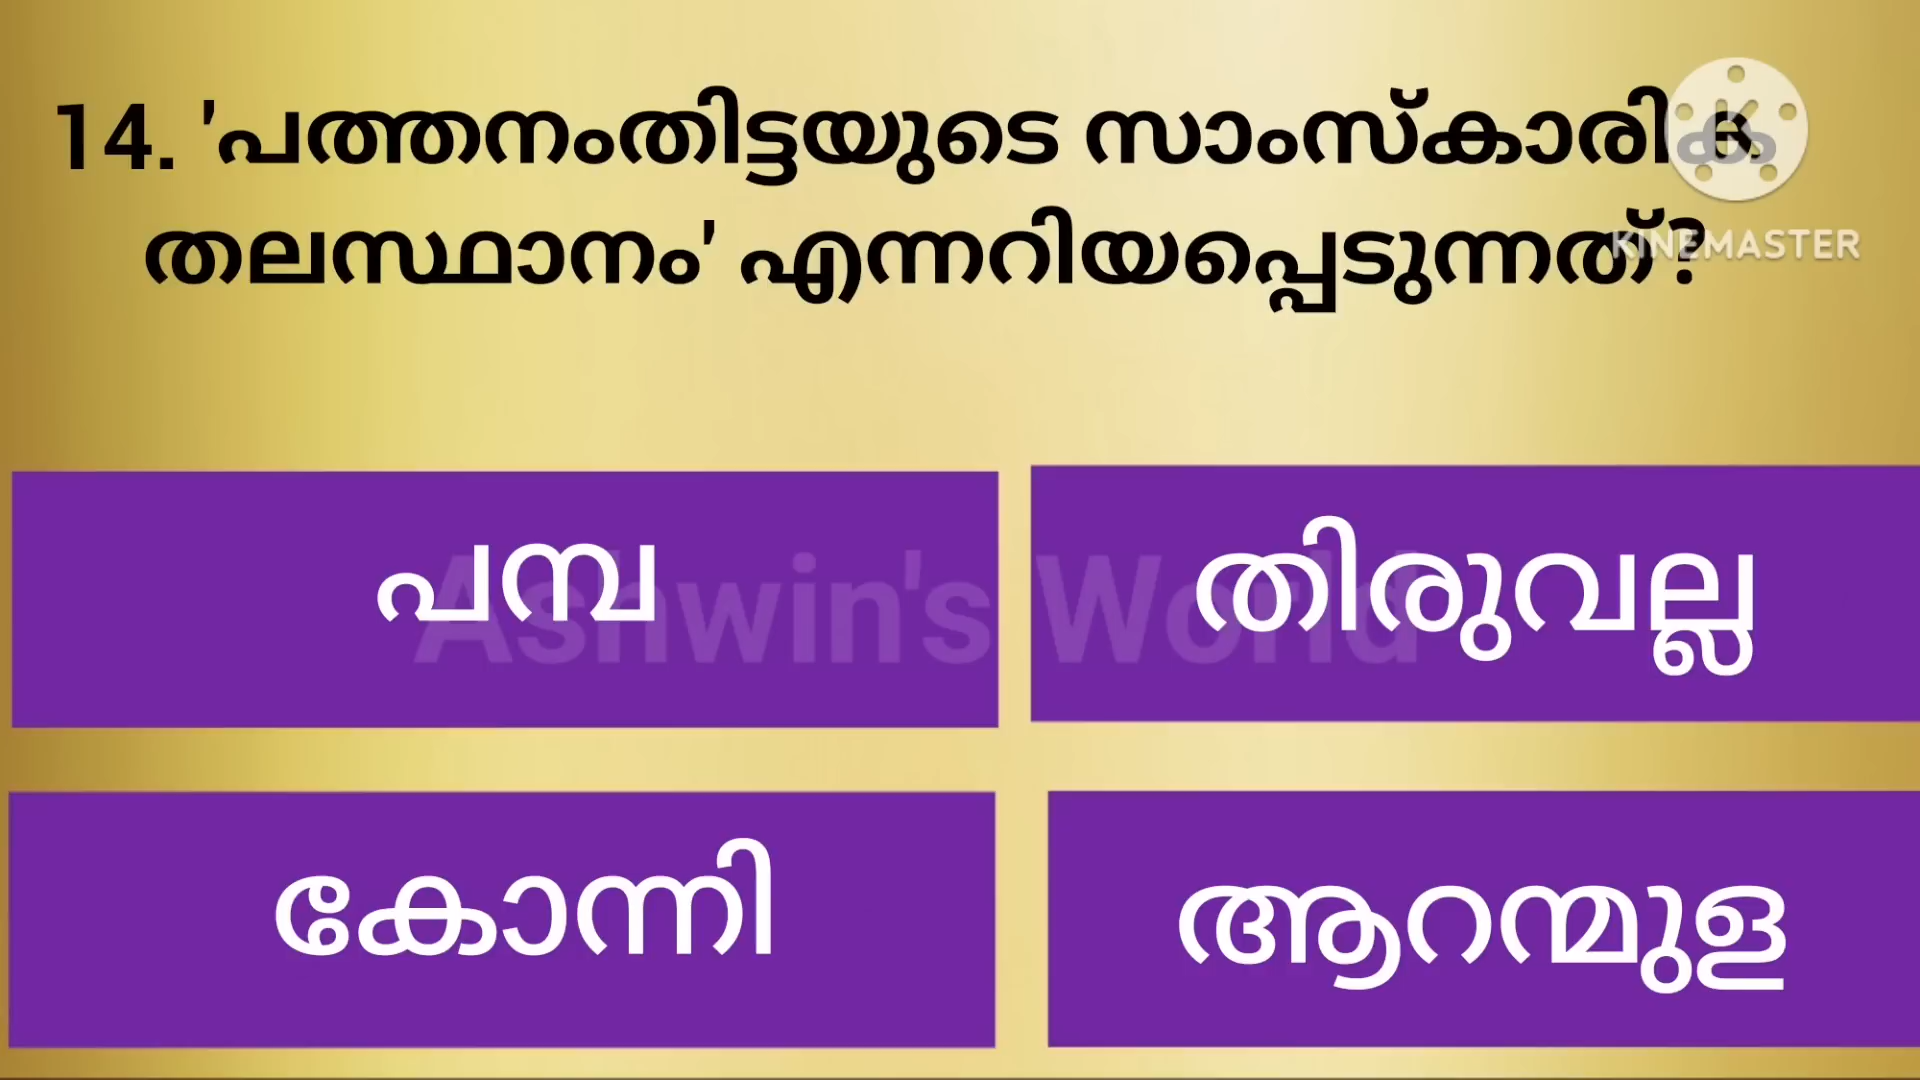 14. 'പത്തനംതിട്ടയുടെ സാംസ്കാരിക
തലസ്ഥാനം' എന്നറിയപ്പെടുന്നത്?
KINEMASTER
പമ്പ
തിരുവല്ല
Ashwin's World
കോന്നി
ആറന്മുള